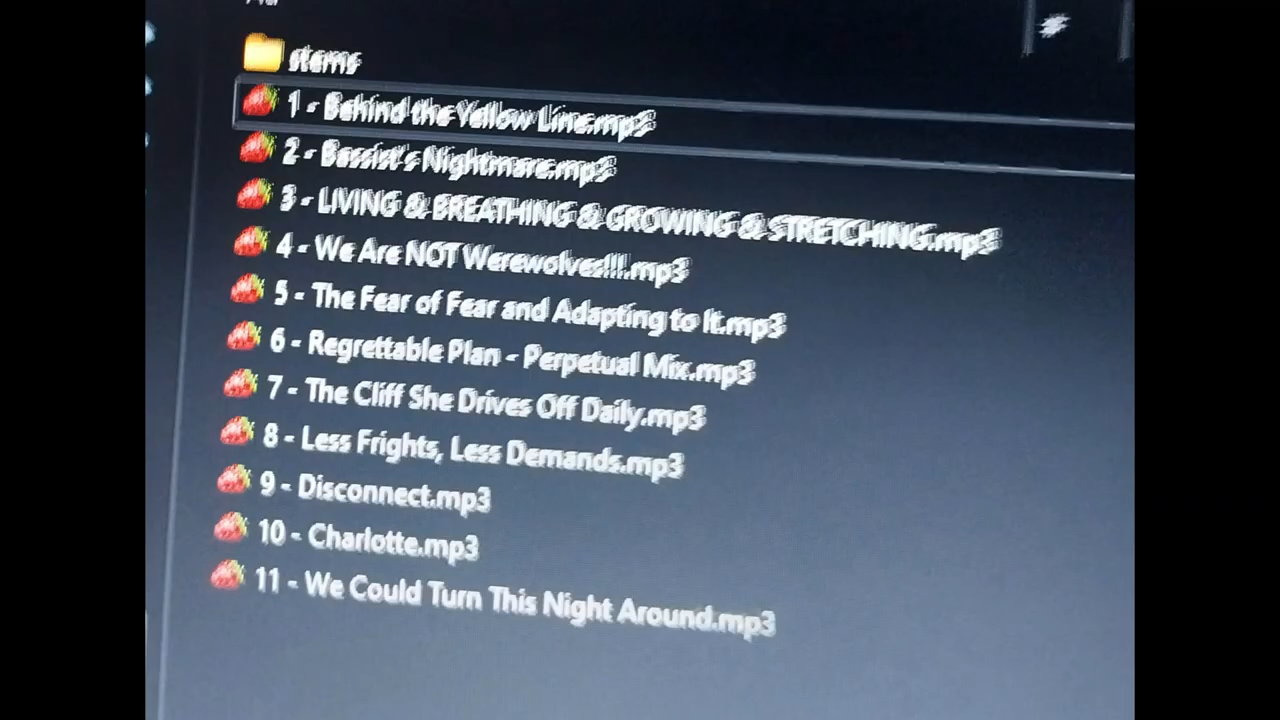 stems
1 - Behind the Yellow Line.mp3
2 - Bassist's Nightmare.mp3
3 - LIVING & BREATHING & GROWING & STRETCHING.mp3
4 - We Are NOT Werewolves!!!.mp3
5 - The Fear of Fear and Adapting to It.mp3
6 - Regrettable Plan - Perpetual Mix.mp3
7 - The Cliff She Drives Off Daily.mp3
8 - Less Frights, Less Demands.mp3
9 - Disconnect.mp3
10 - Charlotte.mp3
11 - We Could Turn This Night Around.mp3